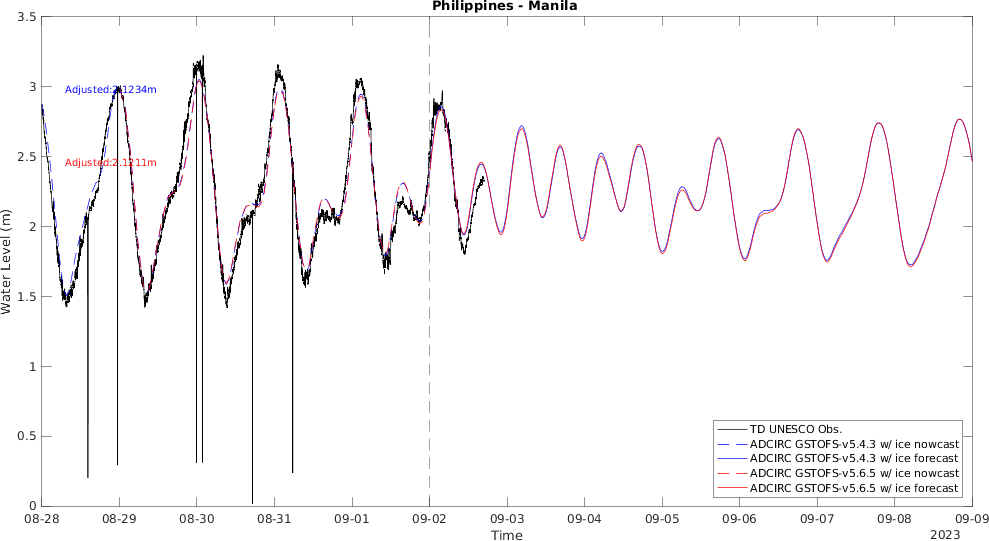 Philippines - Manila
3.5
3
2.5
2
1.5
1
0.5
0
Water Level (m)
Adjusted:2.1234m
Adjusted:2.1211m
TD UNESCO Obs.
ADCIRC GSTOFS-v5.4.3 w/ ice nowcast
ADCIRC GSTOFS-v5.4.3 w/ ice forecast
ADCIRC GSTOFS-v5.6.5 w/ ice nowcast
ADCIRC GSTOFS-v5.6.5 w/ ice forecast
08-28 08-29 08-30 08-31 09-01 09-02 09-03 09-04 09-05 09-06 09-07 09-08 09-09
Time
2023